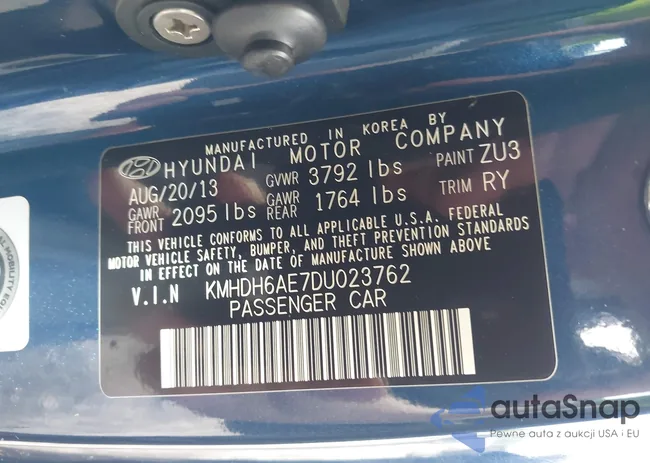 MANUFACTURED IN KOREA BY
HYUNDAI MOTOR COMPANY
AUG/20/13 GVWR 3792 lbs PAINT ZU3
GAWR FRONT 2095 lbs GAWR REAR 1764 lbs TRIM RY
THIS VEHICLE CONFORMS TO ALL APPLICABLE U.S.A. FEDERAL
MOTOR VEHICLE SAFETY, BUMPER, AND THEFT PREVENTION STANDARDS
IN EFFECT ON THE DATE OF MANUFACTURE SHOWN ABOVE
V.I.N KMHDH6AE7DU023762
PASSENGER CAR
autaSnap
Pewne auta z aukcji USA i EU